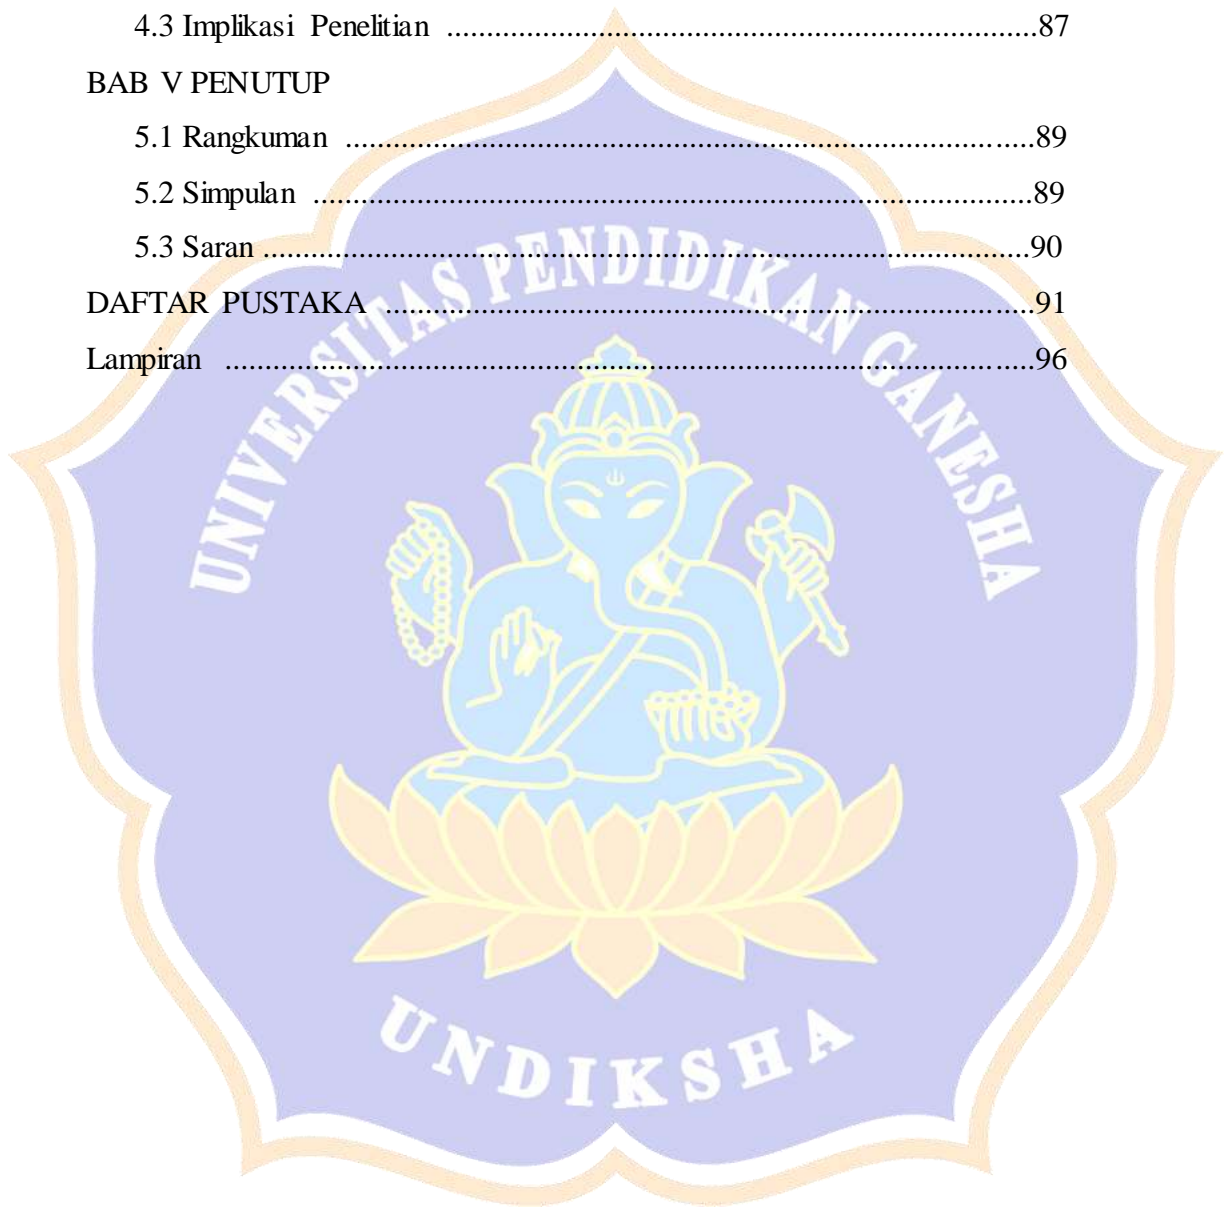 4.3 Implikasi Penelitian ........................................................................87
BAB V PENUTUP
5.1 Rangkuman ....................................................................................89
5.2 Simpulan ........................................................................................89
5.3 Saran ..............................................................................................90
DAFTAR PUSTAKA ...............................................................................91
Lampiran ...................................................................................................96
UNIVERSITAS PENDIDIKAN GANESHA
UNDIKSHA